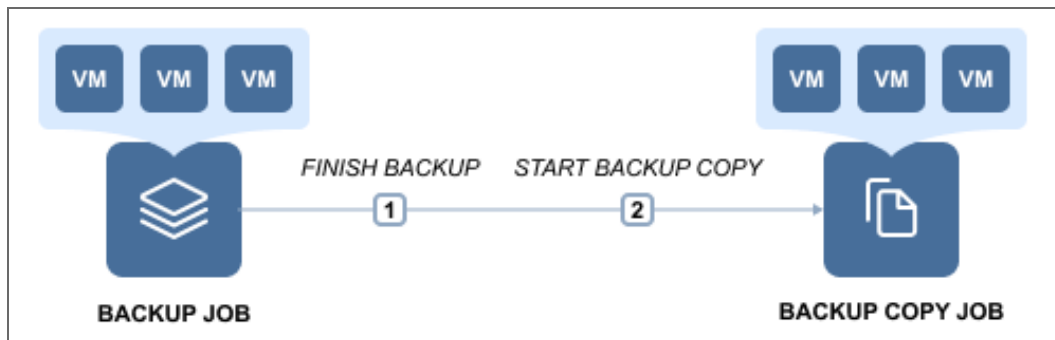 VM VM VM
VM VM VM
FINISH BACKUP
START BACKUP COPY
1
2
BACKUP JOB
BACKUP COPY JOB